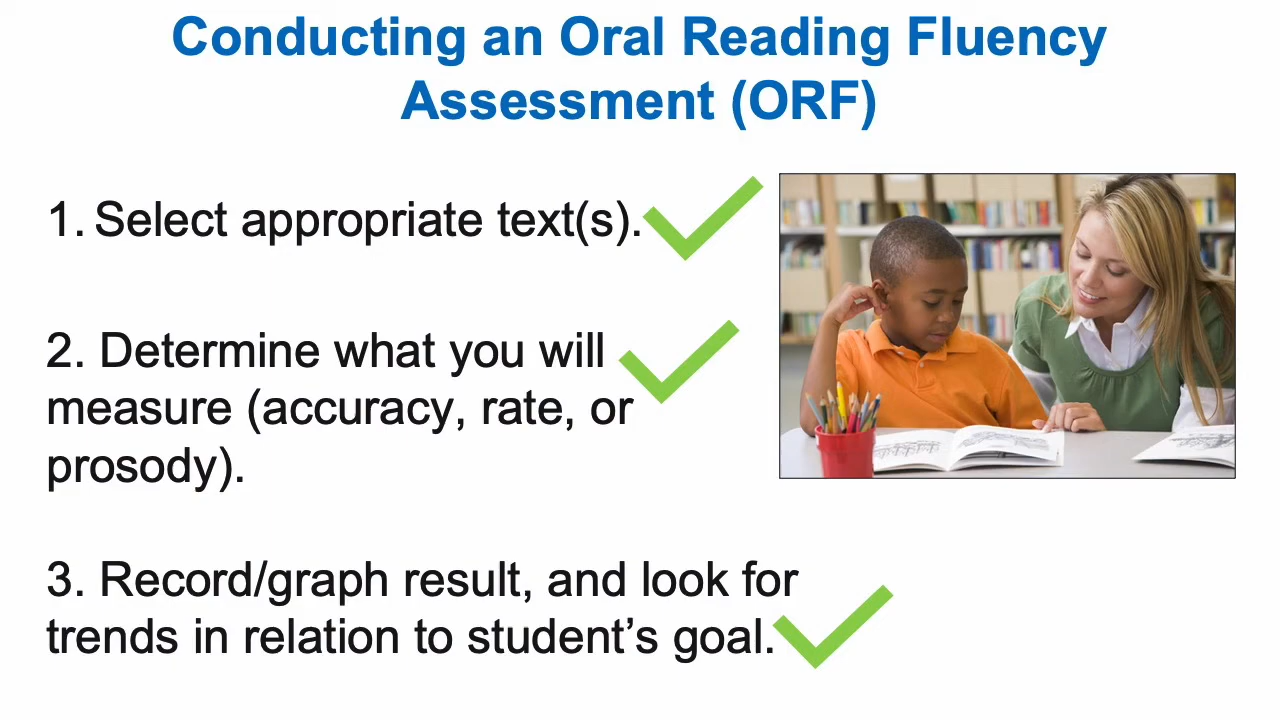 Conducting an Oral Reading Fluency
Assessment (ORF)
1. Select appropriate text(s).
2. Determine what you will
measure (accuracy, rate, or
prosody).
3. Record/graph result, and look for
trends in relation to student’s goal.